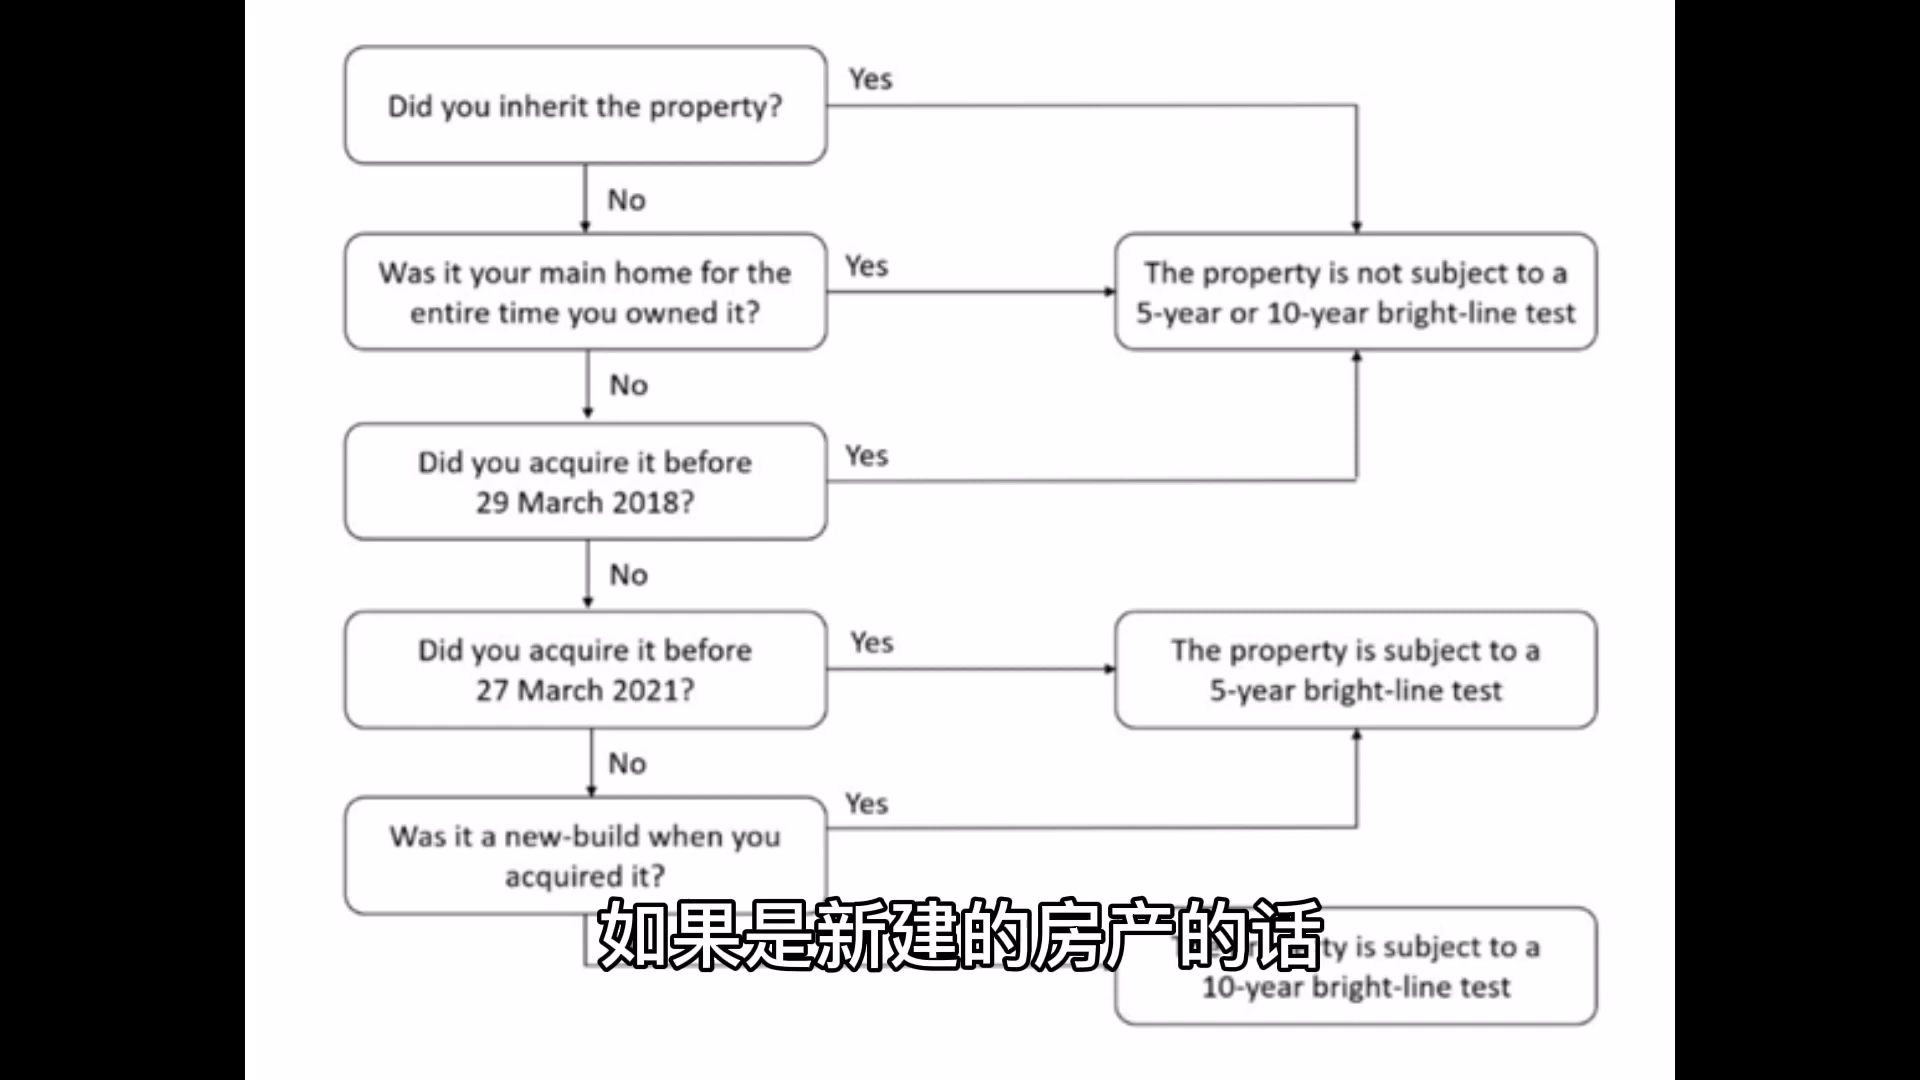 Did you inherit the property?
Yes
No
Was it your main home for the
entire time you owned it?
Yes
The property is not subject to a
5-year or 10-year bright-line test
No
Did you acquire it before
29 March 2018?
Yes
No
Did you acquire it before
27 March 2021?
Yes
The property is subject to a
5-year bright-line test
No
Was it a new-build when you
acquired it?
Yes
如果是新建的房产的话
The property is subject to a
10-year bright-line test